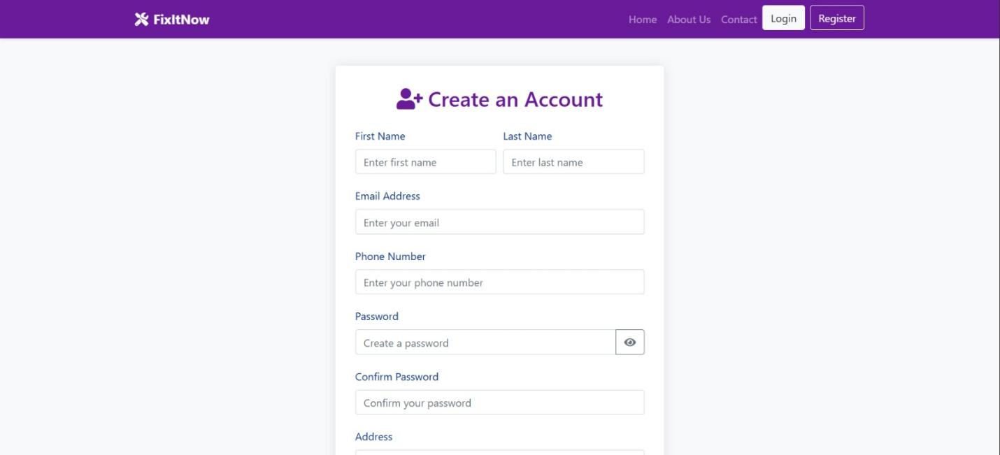 FixItNow Home About Us Contact Login Register
Create an Account
First Name Last Name
Enter first name Enter last name
Email Address
Enter your email
Phone Number
Enter your phone number
Password
Create a password
Confirm Password
Confirm your password
Address